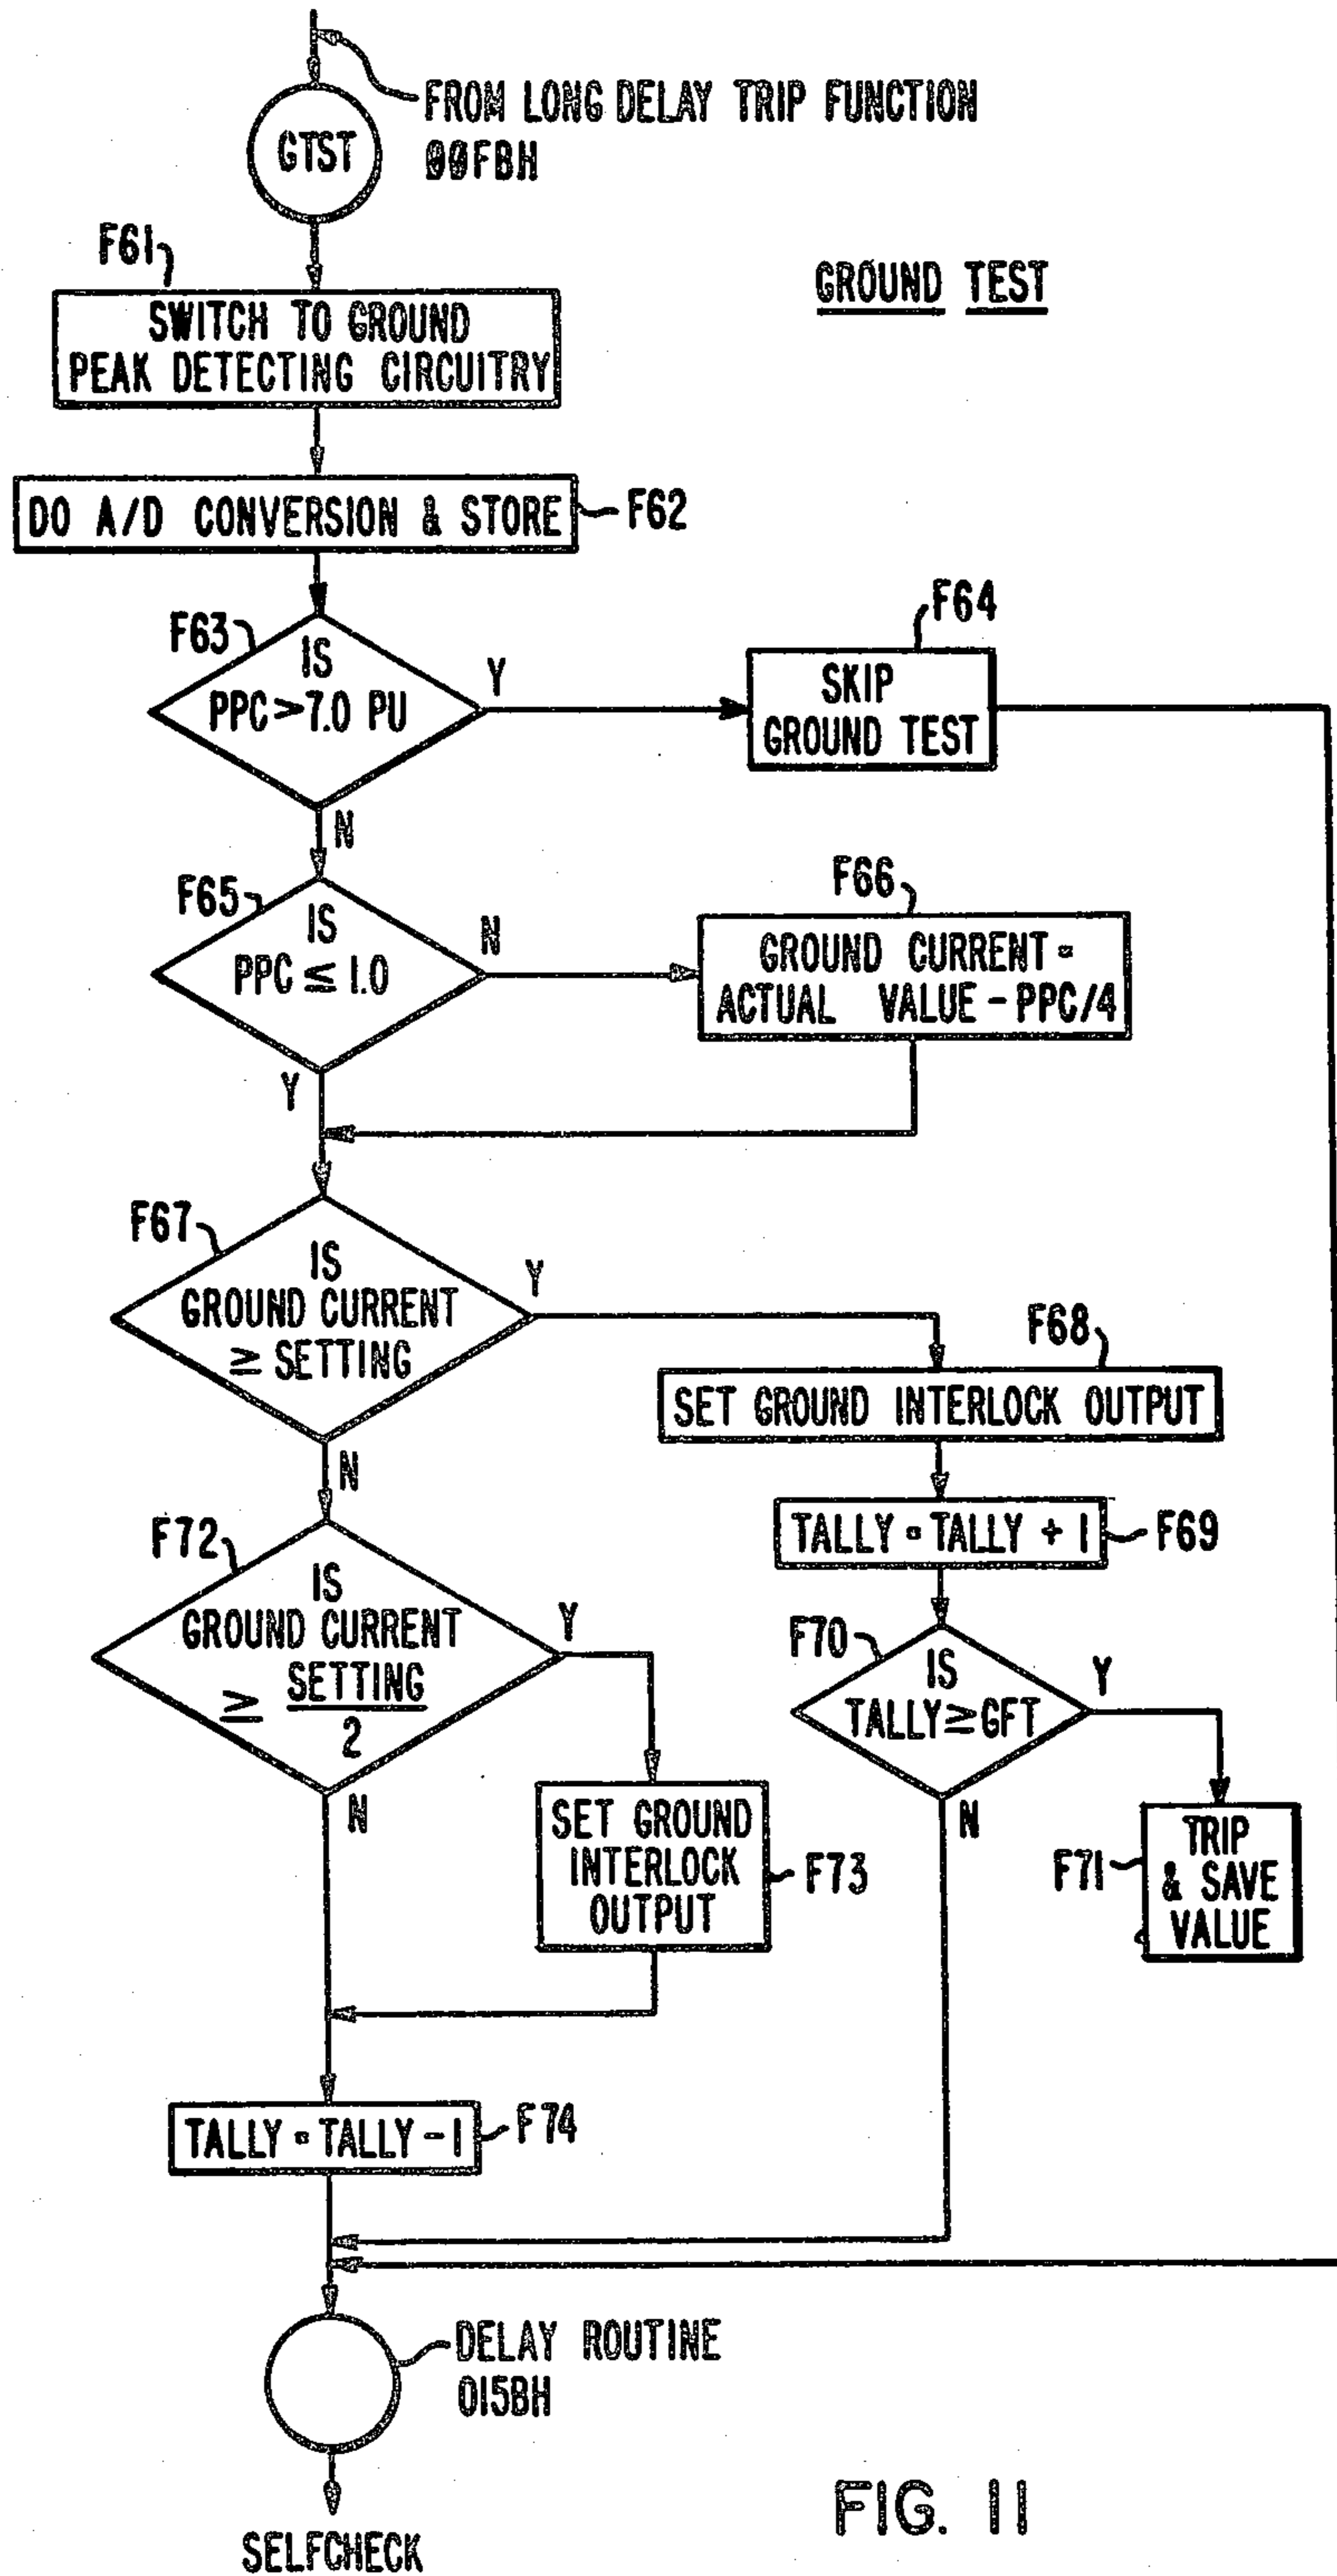 FROM LONG DELAY TRIP FUNCTION
00FBH
GTST
F61
GROUND TEST
SWITCH TO GROUND
PEAK DETECTING CIRCUITRY
DO A/D CONVERSION & STORE
F62
F63
IS
PPC>7.0 PU
Y
N
F64
SKIP
GROUND TEST
F65
IS
PPC ≤ 1.0
N
Y
F66
GROUND CURRENT =
ACTUAL VALUE - PPC/4
F67
IS
GROUND CURRENT
≥ SETTING
Y
N
F68
SET GROUND INTERLOCK OUTPUT
TALLY = TALLY + 1
F69
F70
IS
TALLY≥GFT
Y
N
F71
TRIP
& SAVE
VALUE
F72
IS
GROUND CURRENT
≥ SETTING
2
Y
N
SET GROUND
INTERLOCK
OUTPUT
F73
TALLY = TALLY - 1
F74
DELAY ROUTINE
015BH
SELFCHECK
FIG. 11